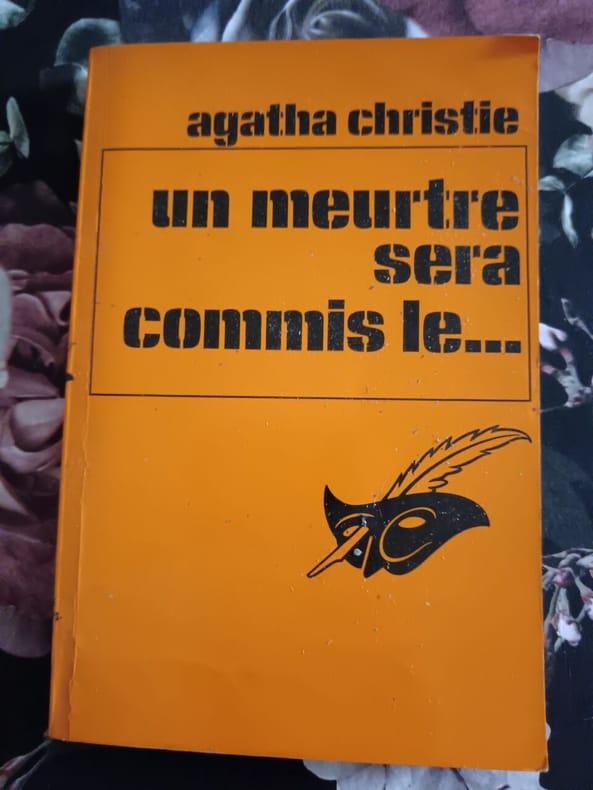 agatha christie
un meurtre
sera
commis le...